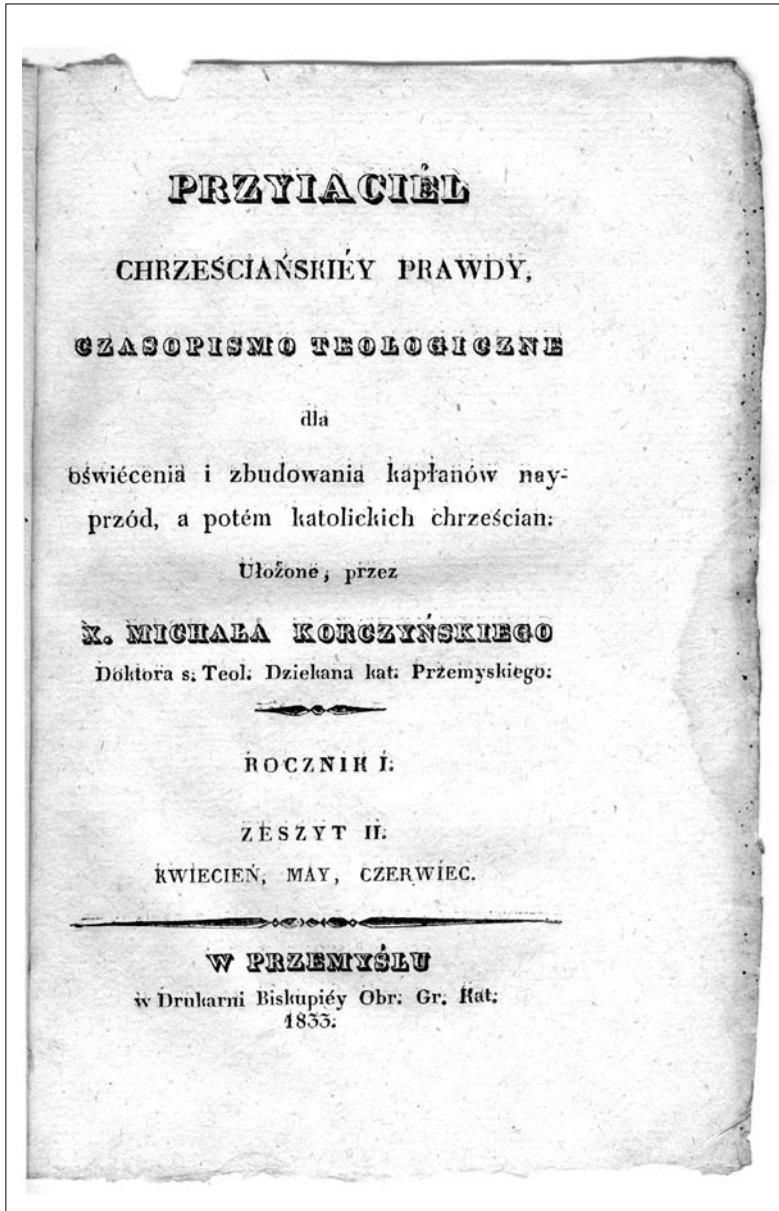 PRZYIACIÉL
CHRZEŚCIAŃSKIÉY PRAWDY,
CZASOPISMO TEOLOGICZNE
dla
oświécenia i zbudowania kapłanów nay-
przód, a potém katolickich chrześcian:
Ułożone, przez
X. MICHAŁA KORCZYŃSKIEGO
Doktora s: Teol: Dziekana kat: Przemyskiego:
ROCZNIK I:
ZESZYT II:
KWIECIEŃ, MAY, CZERWIEC.
W PRZEMYŚLU
w Drukarni Biskupiéy Obr: Gr: Kat:
1833: